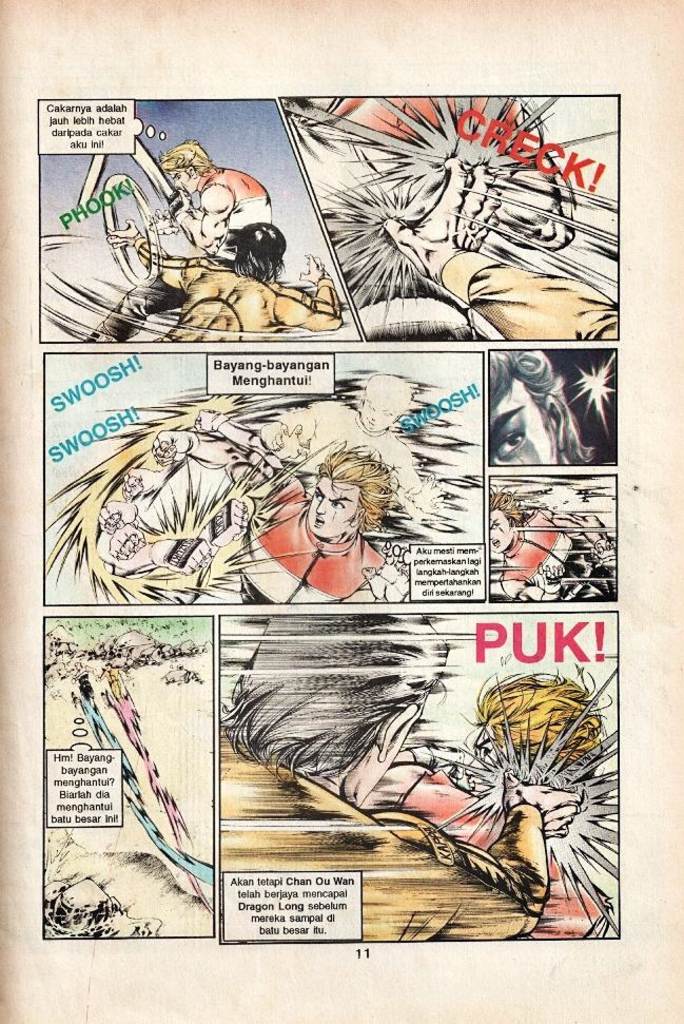 Cakarnya adalah
jauh lebih hebat
daripada cakar
aku ini!
PHOOK!
CRECK!
SWOOSH!
SWOOSH!
Bayang-bayangan
Menghantui!
SWOOSH!
Aku mesti mem-
perkemaskan lagi
langkah-langkah
mempertahankan
diri sekarang!
Hm! Bayang-
bayangan
menghantui?
Biarlah dia
menghantui
batu besar ini!
PUK!
Akan tetapi Chan Ou Wan
telah berjaya mencapai
Dragon Long sebelum
mereka sampai di
batu besar itu.
11